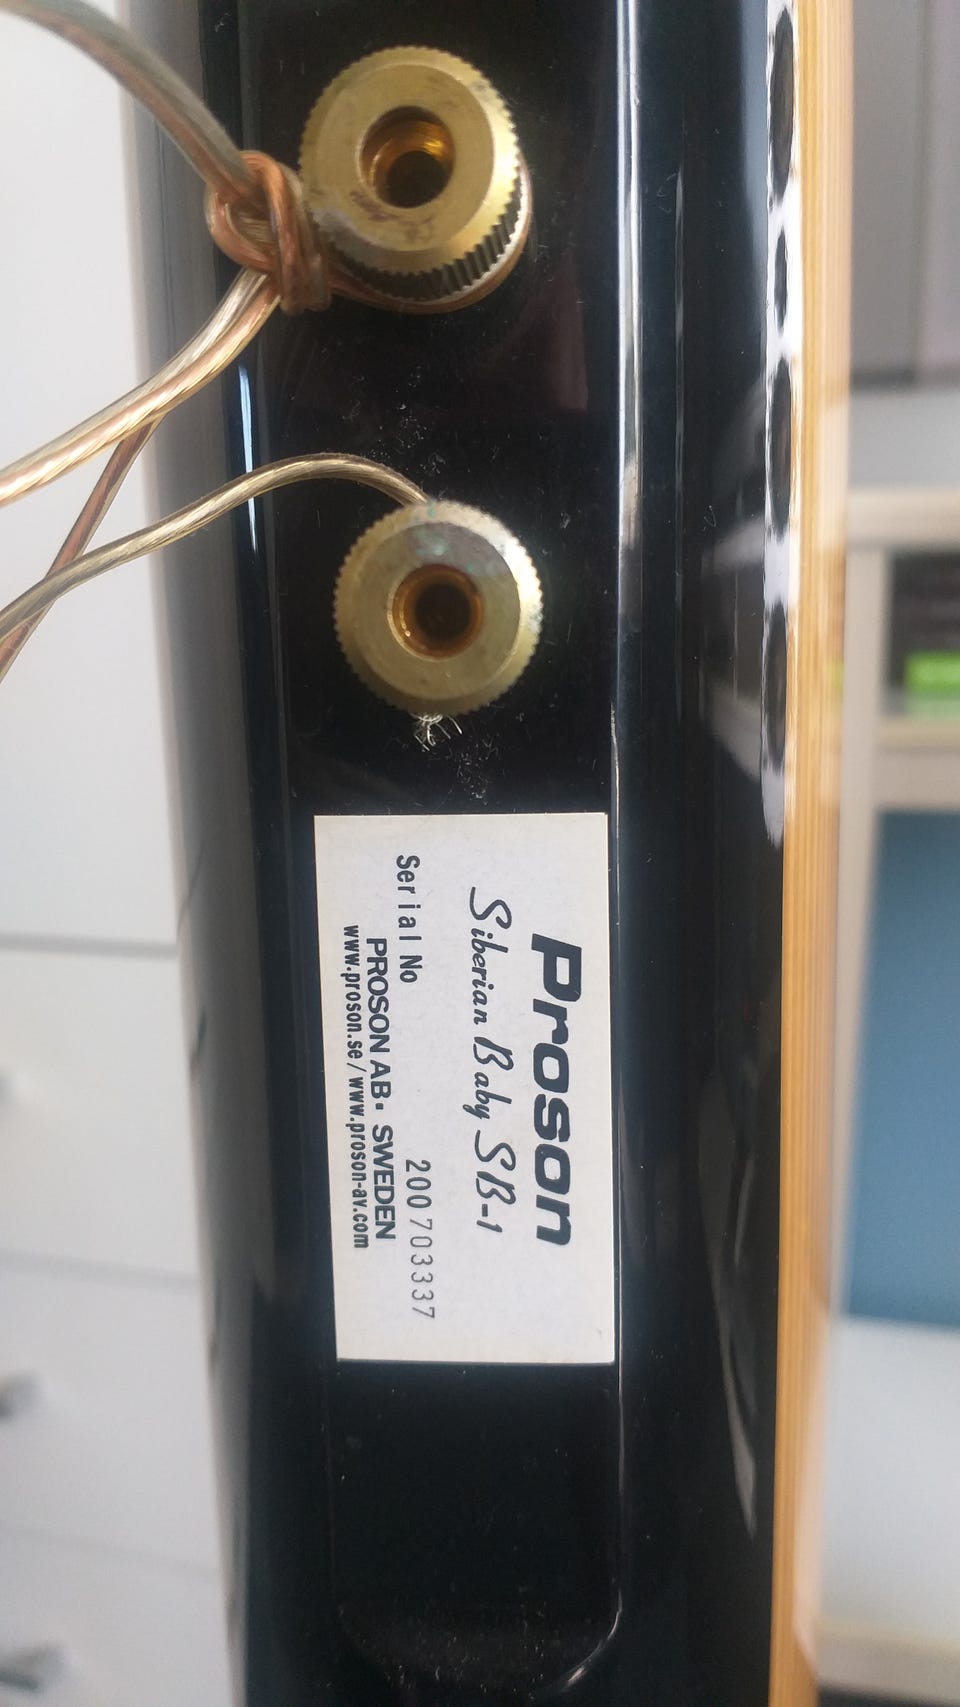 Proson
Siberian Baby SB-1
Serial No 200703337
PROSON AB • SWEDEN
www.proson.se / www.proson-av.com